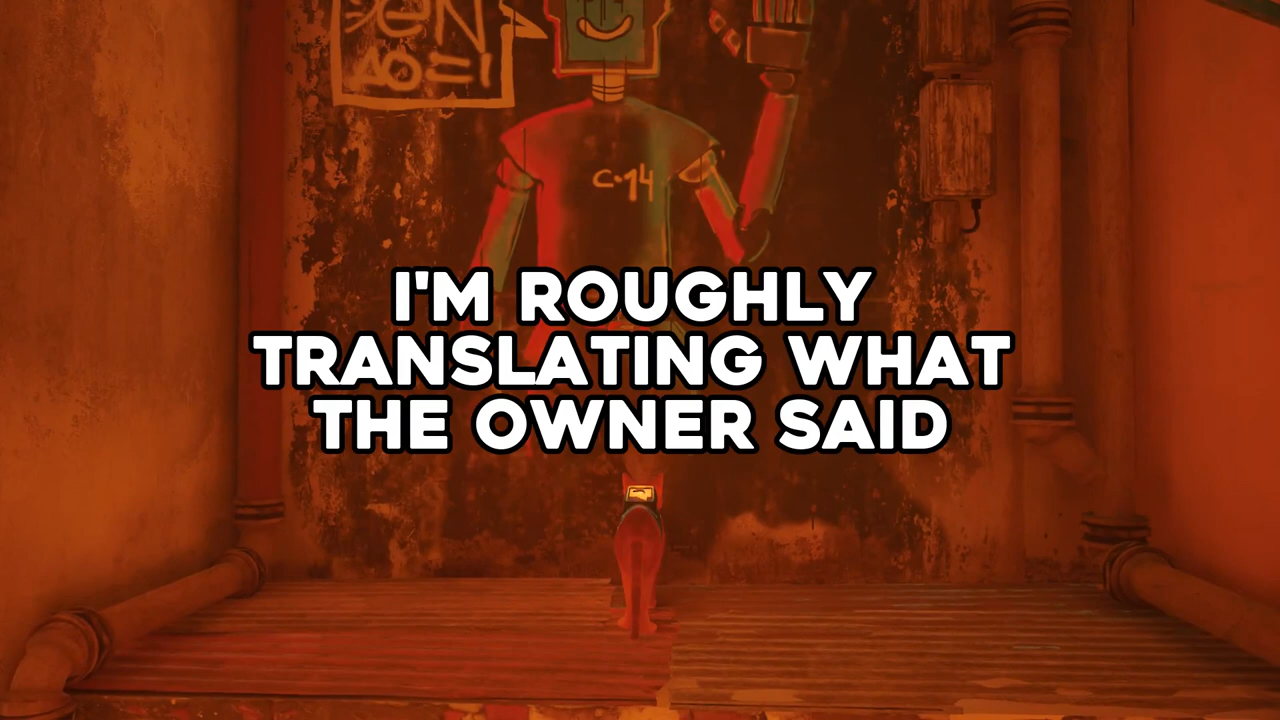 C-14
I'M ROUGHLY
TRANSLATING WHAT
THE OWNER SAID